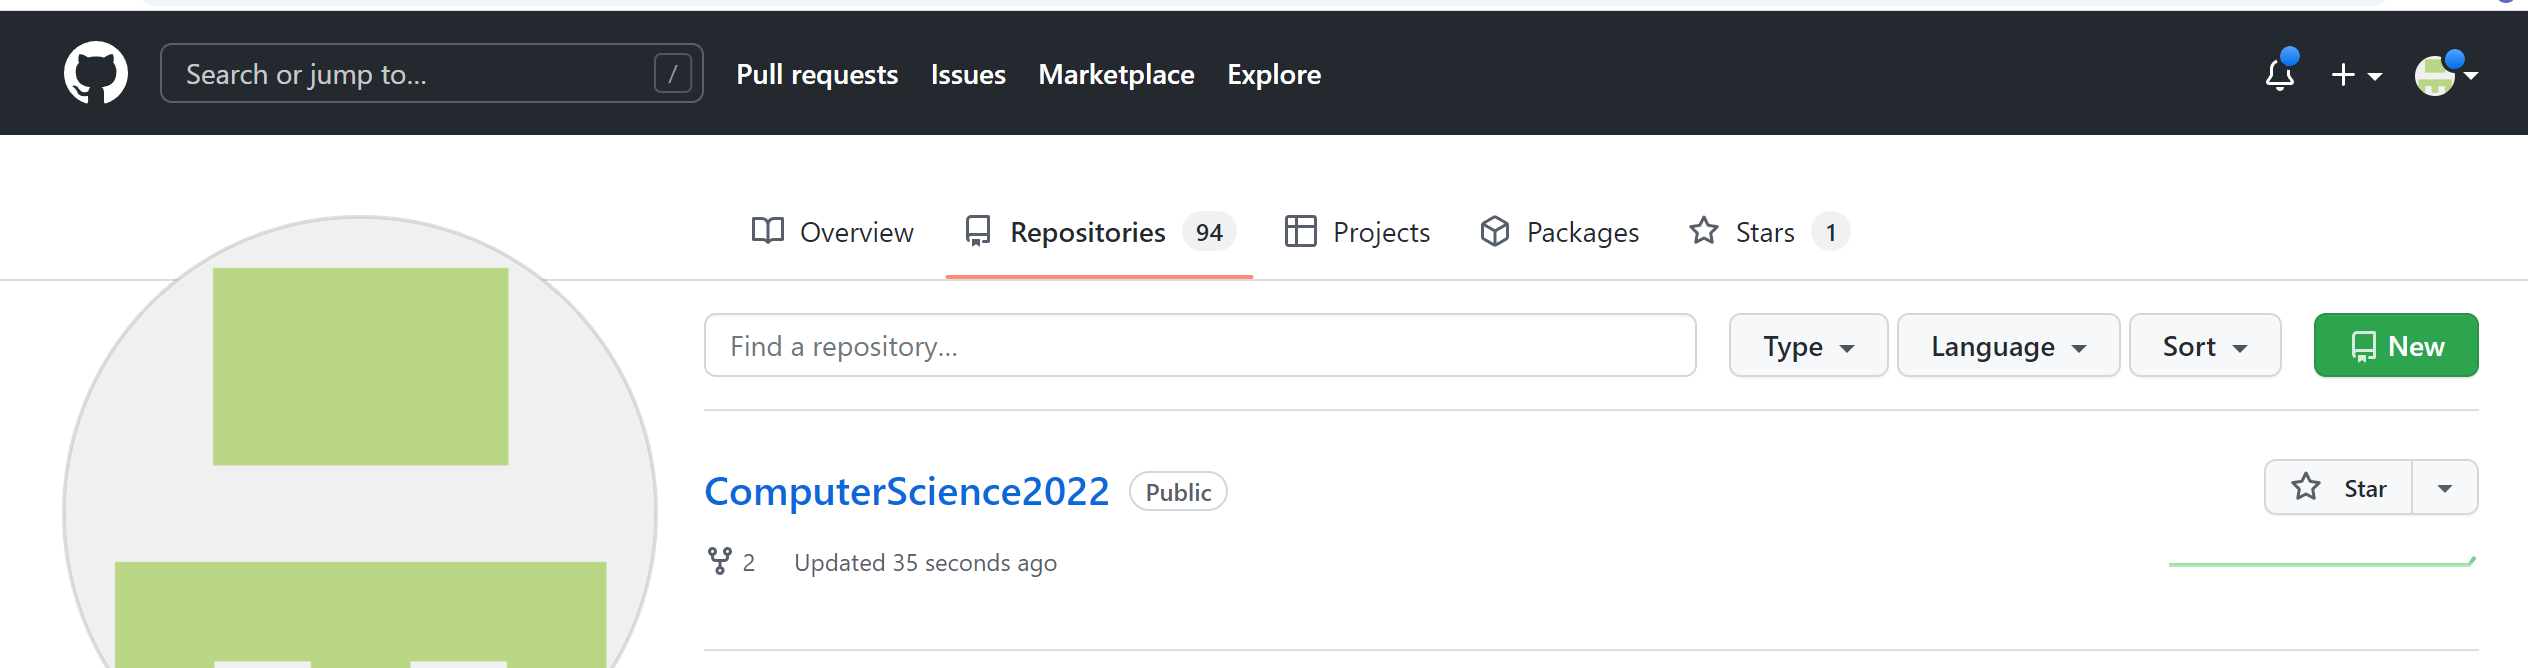 Search or jump to... / Pull requests Issues Marketplace Explore
Overview Repositories 94 Projects Packages Stars 1
Find a repository... Type Language Sort New
ComputerScience2022 Public Star
2 Updated 35 seconds ago